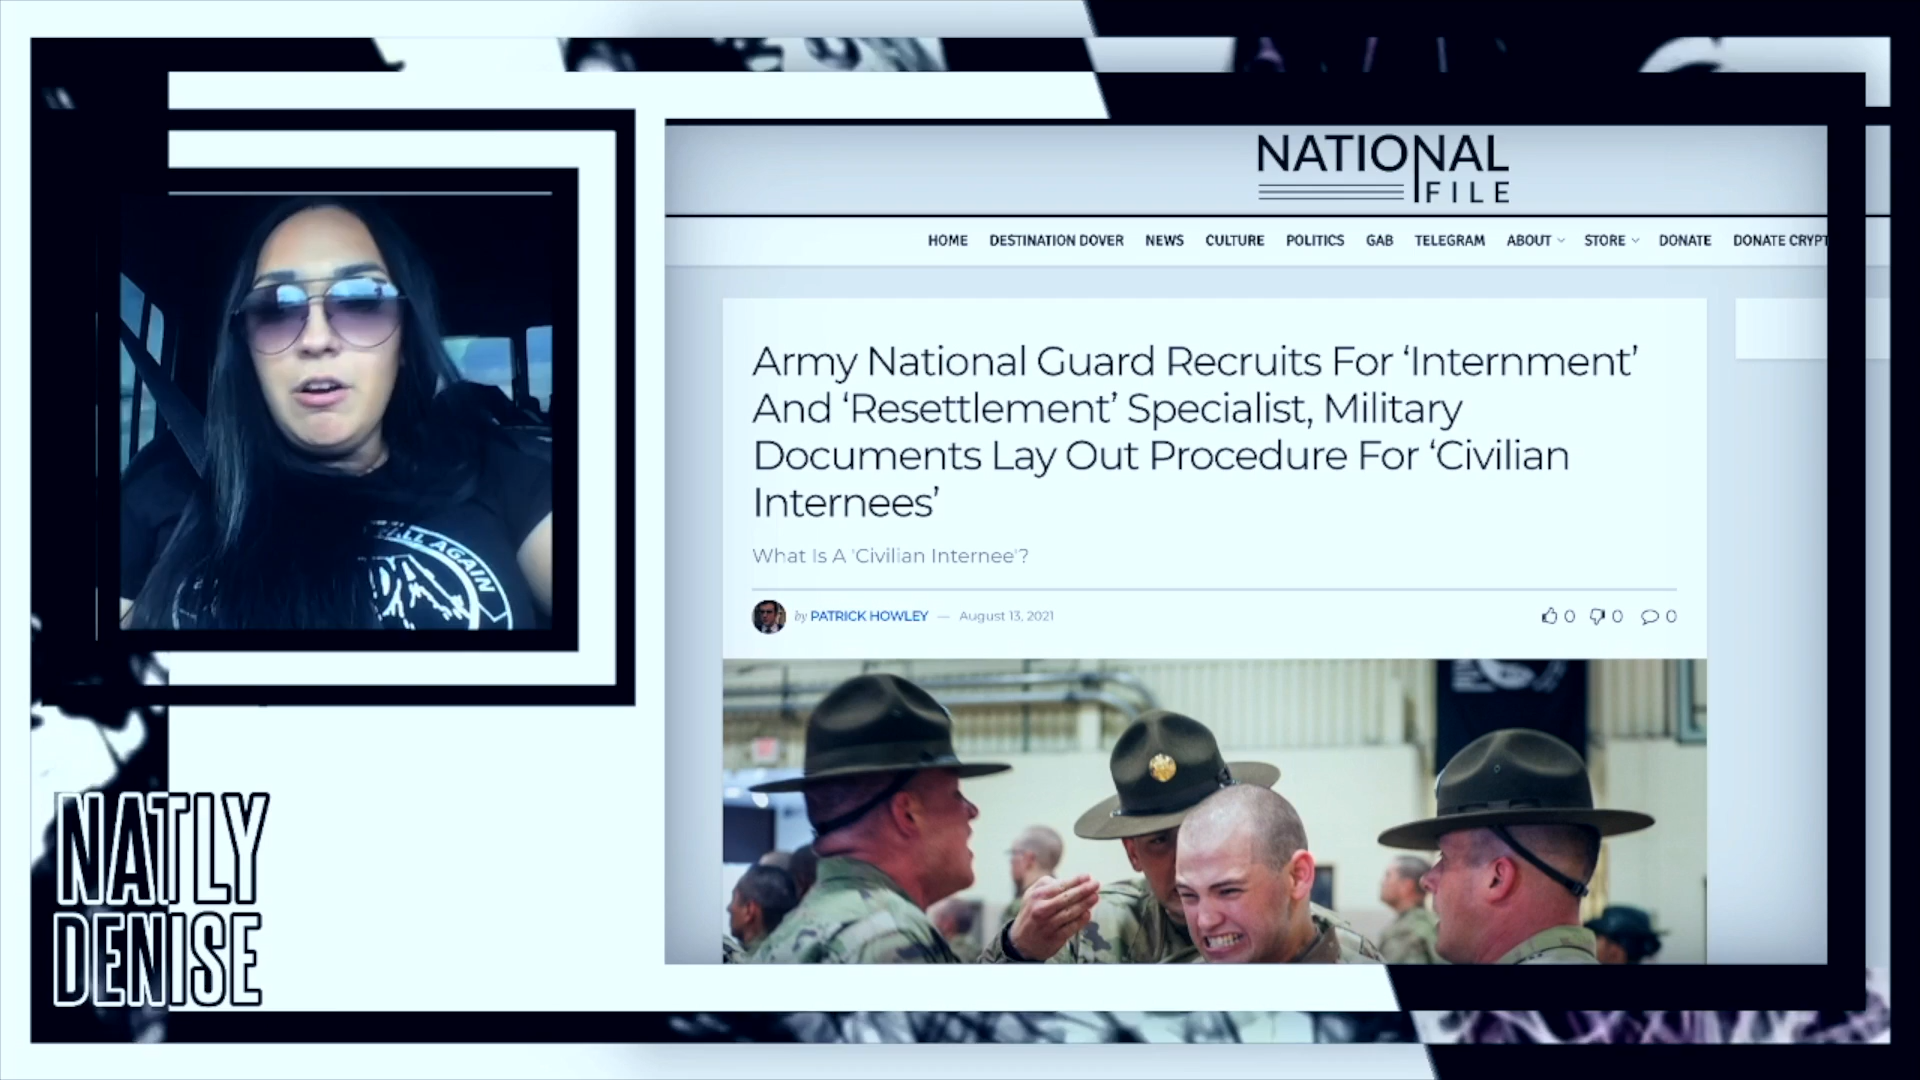 NATIONAL
FILE
HOME DESTINATION DOVER NEWS CULTURE POLITICS GAB TELEGRAM ABOUT STORE DONATE DONATE CRYPT
Army National Guard Recruits For ‘Internment’
And ‘Resettlement’ Specialist, Military
Documents Lay Out Procedure For ‘Civilian
Internees’
What Is A 'Civilian Internee'?
by PATRICK HOWLEY — August 13, 2021 0 0 0
ALL AGAIN
NATLY
DENISE